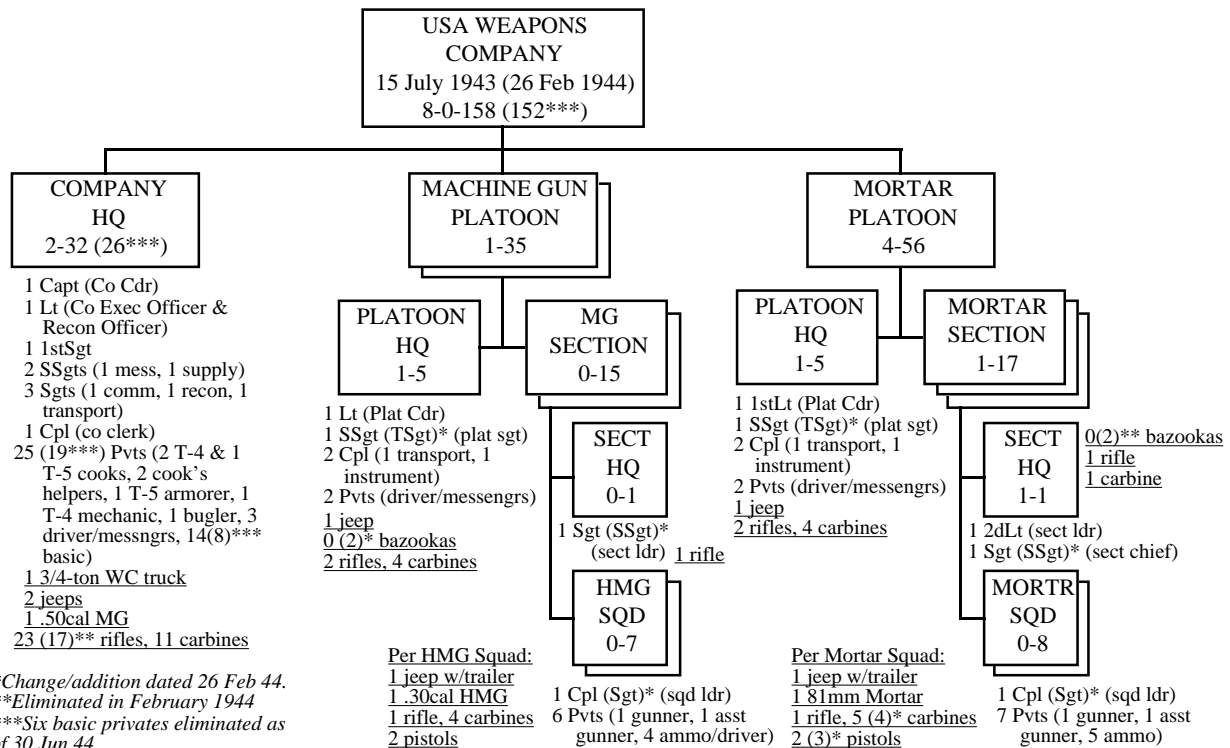 USA WEAPONS
COMPANY
15 July 1943 (26 Feb 1944)
8-0-158 (152***)
COMPANY
HQ
2-32 (26***)
1 Capt (Co Cdr)
1 Lt (Co Exec Officer &
Recon Officer)
1 1stSgt
2 SSgts (1 mess, 1 supply)
3 Sgts (1 comm, 1 recon, 1
transport)
1 Cpl (co clerk)
25 (19***) Pvts (2 T-4 & 1
T-5 cooks, 2 cook's
helpers, 1 T-5 armorer, 1
T-4 mechanic, 1 bugler, 3
driver/messngrs, 14(8)***
basic)
1 3/4-ton WC truck
2 jeeps
1 .50cal MG
23 (17)** rifles, 11 carbines
*Change/addition dated 26 Feb 44.
**Eliminated in February 1944
***Six basic privates eliminated as
of 30 Jun 44
MACHINE GUN
PLATOON
1-35
PLATOON
HQ
1-5
1 Lt (Plat Cdr)
1 SSgt (TSgt)* (plat sgt)
2 Cpl (1 transport, 1
instrument)
2 Pvts (driver/messengrs)
1 jeep
0 (2)* bazookas
2 rifles, 4 carbines
MG
SECTION
0-15
SECT
HQ
0-1
1 Sgt (SSgt)*
(sect ldr)
1 rifle
HMG
SQD
0-7
Per HMG Squad:
1 jeep w/trailer
1 .30cal HMG
1 rifle, 4 carbines
2 pistols
1 Cpl (Sgt)* (sqd ldr)
6 Pvts (1 gunner, 1 asst
gunner, 4 ammo/driver)
MORTAR
PLATOON
4-56
PLATOON
HQ
1-5
1 1stLt (Plat Cdr)
1 SSgt (TSgt)* (plat sgt)
2 Cpl (1 transport, 1
instrument)
2 Pvts (driver/messengrs)
1 jeep
2 rifles, 4 carbines
MORTAR
SECTION
1-17
SECT
HQ
1-1
0(2)** bazookas
1 rifle
1 carbine
1 2dLt (sect ldr)
1 Sgt (SSgt)* (sect chief)
MORTR
SQD
0-8
Per Mortar Squad:
1 jeep w/trailer
1 81mm Mortar
1 rifle, 5 (4)* carbines
2 (3)* pistols
1 Cpl (Sgt)* (sqd ldr)
7 Pvts (1 gunner, 1 asst
gunner, 5 ammo)